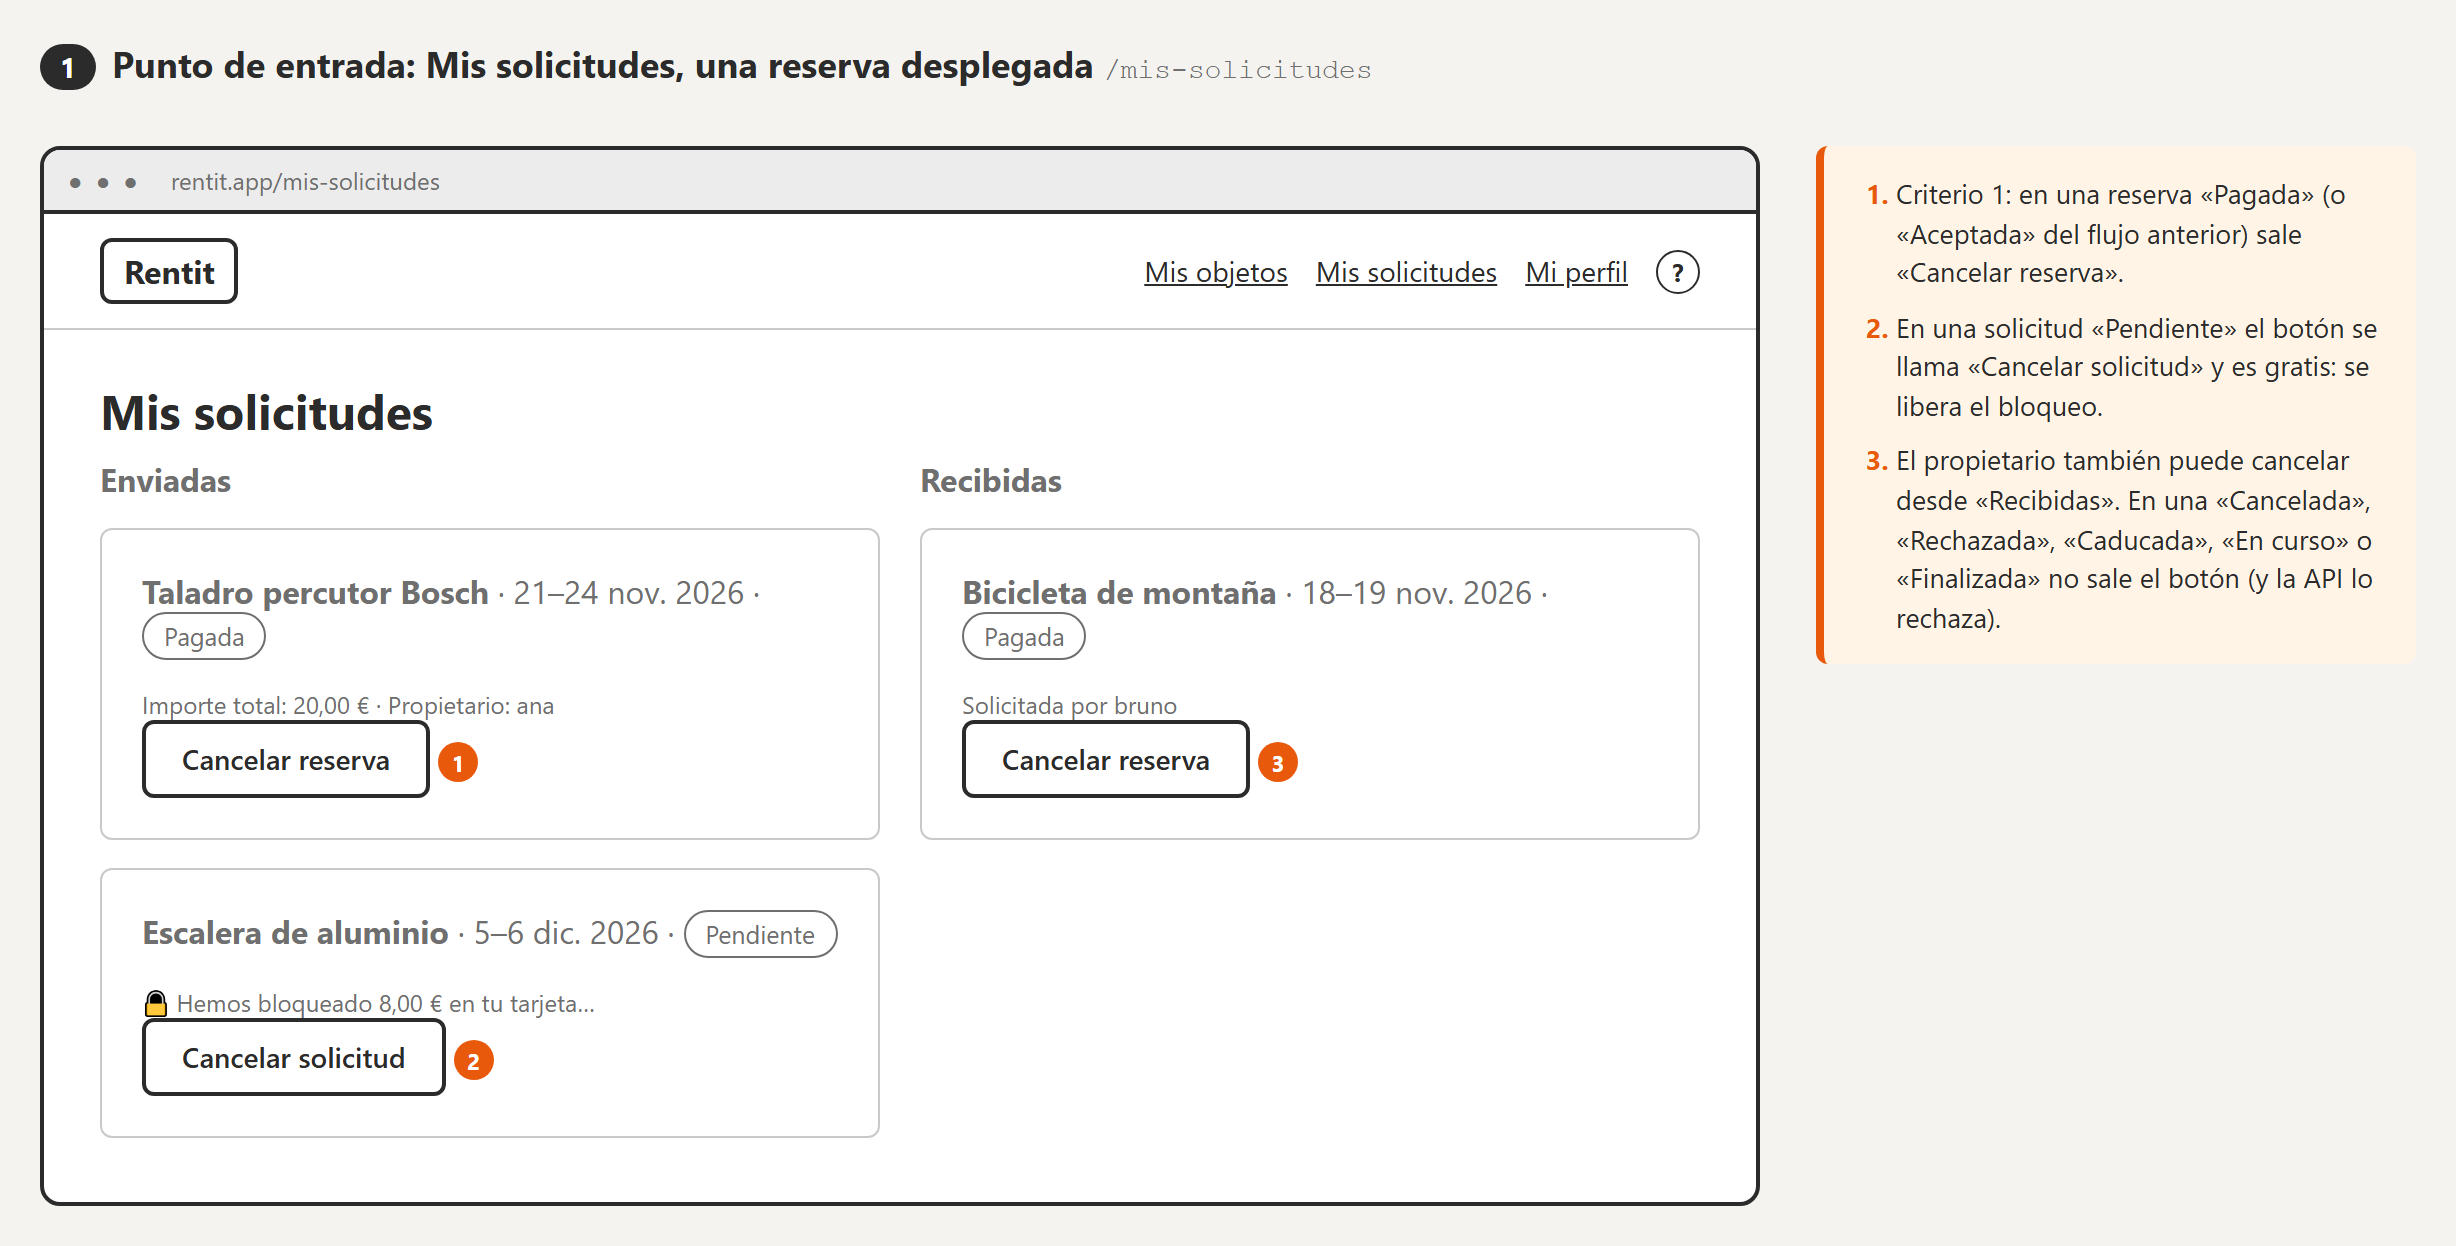 1 Punto de entrada: Mis solicitudes, una reserva desplegada /mis-solicitudes
rentit.app/mis-solicitudes
Rentit
Mis objetos Mis solicitudes Mi perfil ?
Mis solicitudes
Enviadas
Taladro percutor Bosch · 21–24 nov. 2026 ·
Pagada
Importe total: 20,00 € · Propietario: ana
Cancelar reserva 1
Escalera de aluminio · 5–6 dic. 2026 · Pendiente
🔒 Hemos bloqueado 8,00 € en tu tarjeta...
Cancelar solicitud 2
Recibidas
Bicicleta de montaña · 18–19 nov. 2026 ·
Pagada
Solicitada por bruno
Cancelar reserva 3
1. Criterio 1: en una reserva «Pagada» (o
«Aceptada» del flujo anterior) sale
«Cancelar reserva».
2. En una solicitud «Pendiente» el botón se
llama «Cancelar solicitud» y es gratis: se
libera el bloqueo.
3. El propietario también puede cancelar
desde «Recibidas». En una «Cancelada»,
«Rechazada», «Caducada», «En curso» o
«Finalizada» no sale el botón (y la API lo
rechaza).